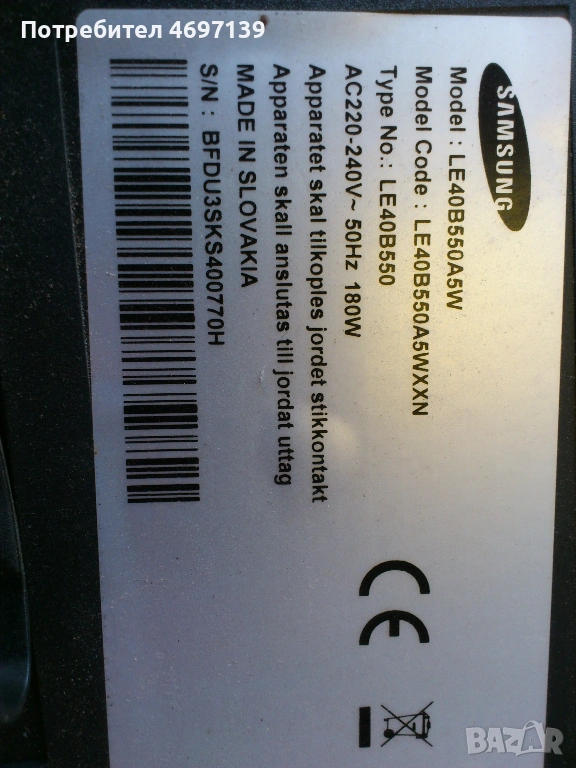 Потребител 4697139
SAMSUNG
Model : LE40B550A5W
Model Code : LE40B550A5WXXN
Type No.: LE40B550
AC220-240V~ 50Hz 180W
Apparatet skal tilkoples jordet stikkontakt
Apparaten skall anslutas till jordat uttag
MADE IN SLOVAKIA
S/N : BFDU3SKS400770H
CE
BAZAR